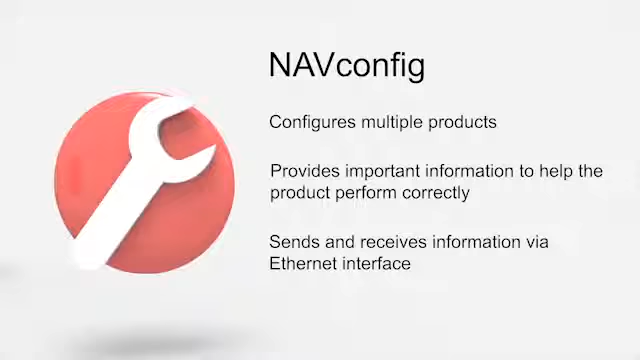 NAVconfig
Configures multiple products
Provides important information to help the
product perform correctly
Sends and receives information via
Ethernet interface